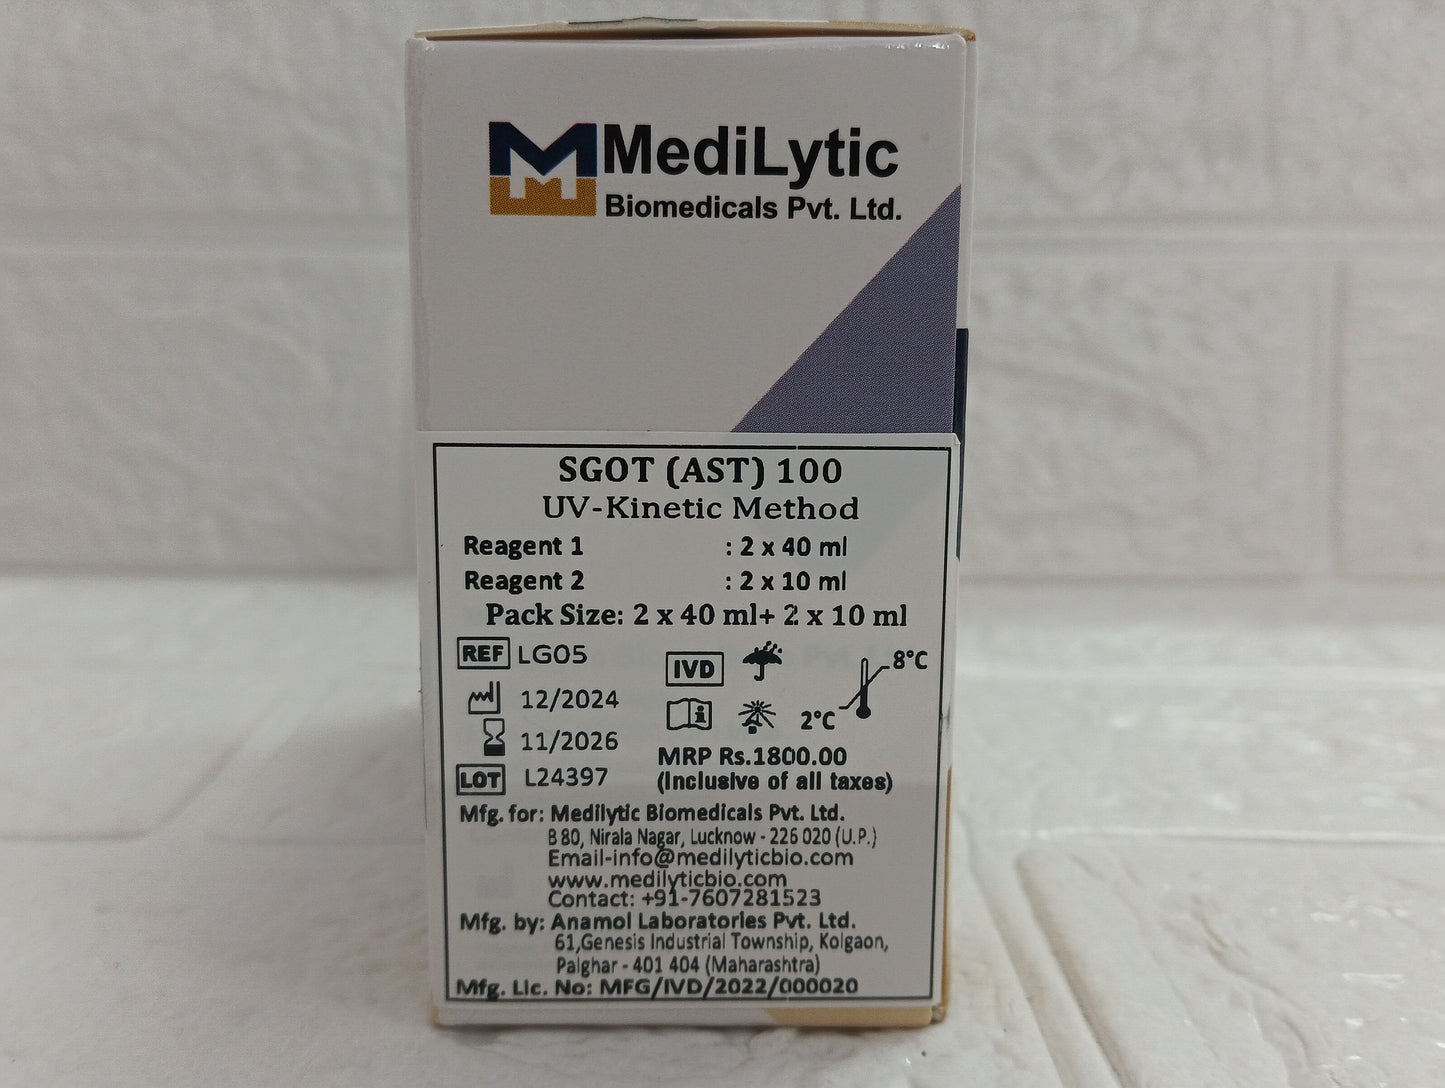 MediLytic
Biomedicals Pvt. Ltd.
SGOT (AST) 100
UV-Kinetic Method
Reagent 1 : 2 x 40 ml
Reagent 2 : 2 x 10 ml
Pack Size: 2 x 40 ml+ 2 x 10 ml
REF LG05
IVD
8°C
12/2024
2°C
11/2026
MRP Rs.1800.00
LOT L24397
(Inclusive of all taxes)
Mfg. for: Medilytic Biomedicals Pvt. Ltd.
B 80, Nirala Nagar, Lucknow - 226 020 (U.P.)
Email-info@medilyticbio.com
www.medilyticbio.com
Contact: +91-7607281523
Mfg. by: Anamol Laboratories Pvt. Ltd.
61,Genesis Industrial Township, Kolgaon,
Palghar - 401 404 (Maharashtra)
Mfg. Lic. No: MFG/IVD/2022/000020